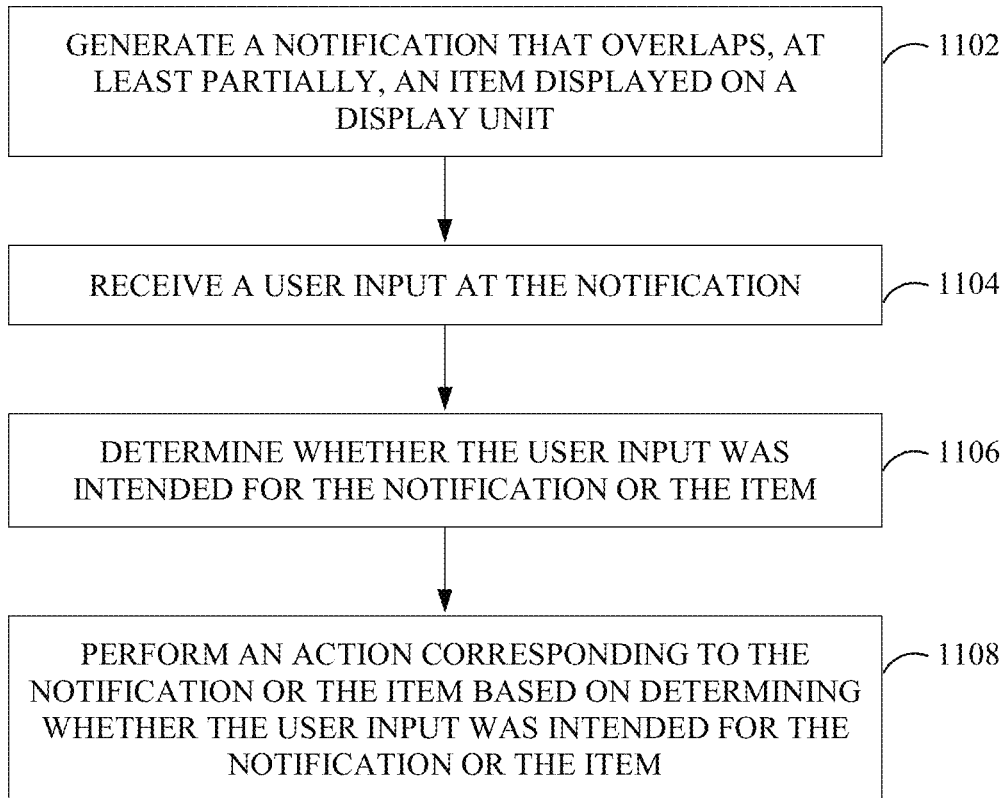 GENERATE A NOTIFICATION THAT OVERLAPS, AT
LEAST PARTIALLY, AN ITEM DISPLAYED ON A
DISPLAY UNIT
1102
RECEIVE A USER INPUT AT THE NOTIFICATION
1104
DETERMINE WHETHER THE USER INPUT WAS
INTENDED FOR THE NOTIFICATION OR THE ITEM
1106
PERFORM AN ACTION CORRESPONDING TO THE
NOTIFICATION OR THE ITEM BASED ON DETERMINING
WHETHER THE USER INPUT WAS INTENDED FOR THE
NOTIFICATION OR THE ITEM
1108